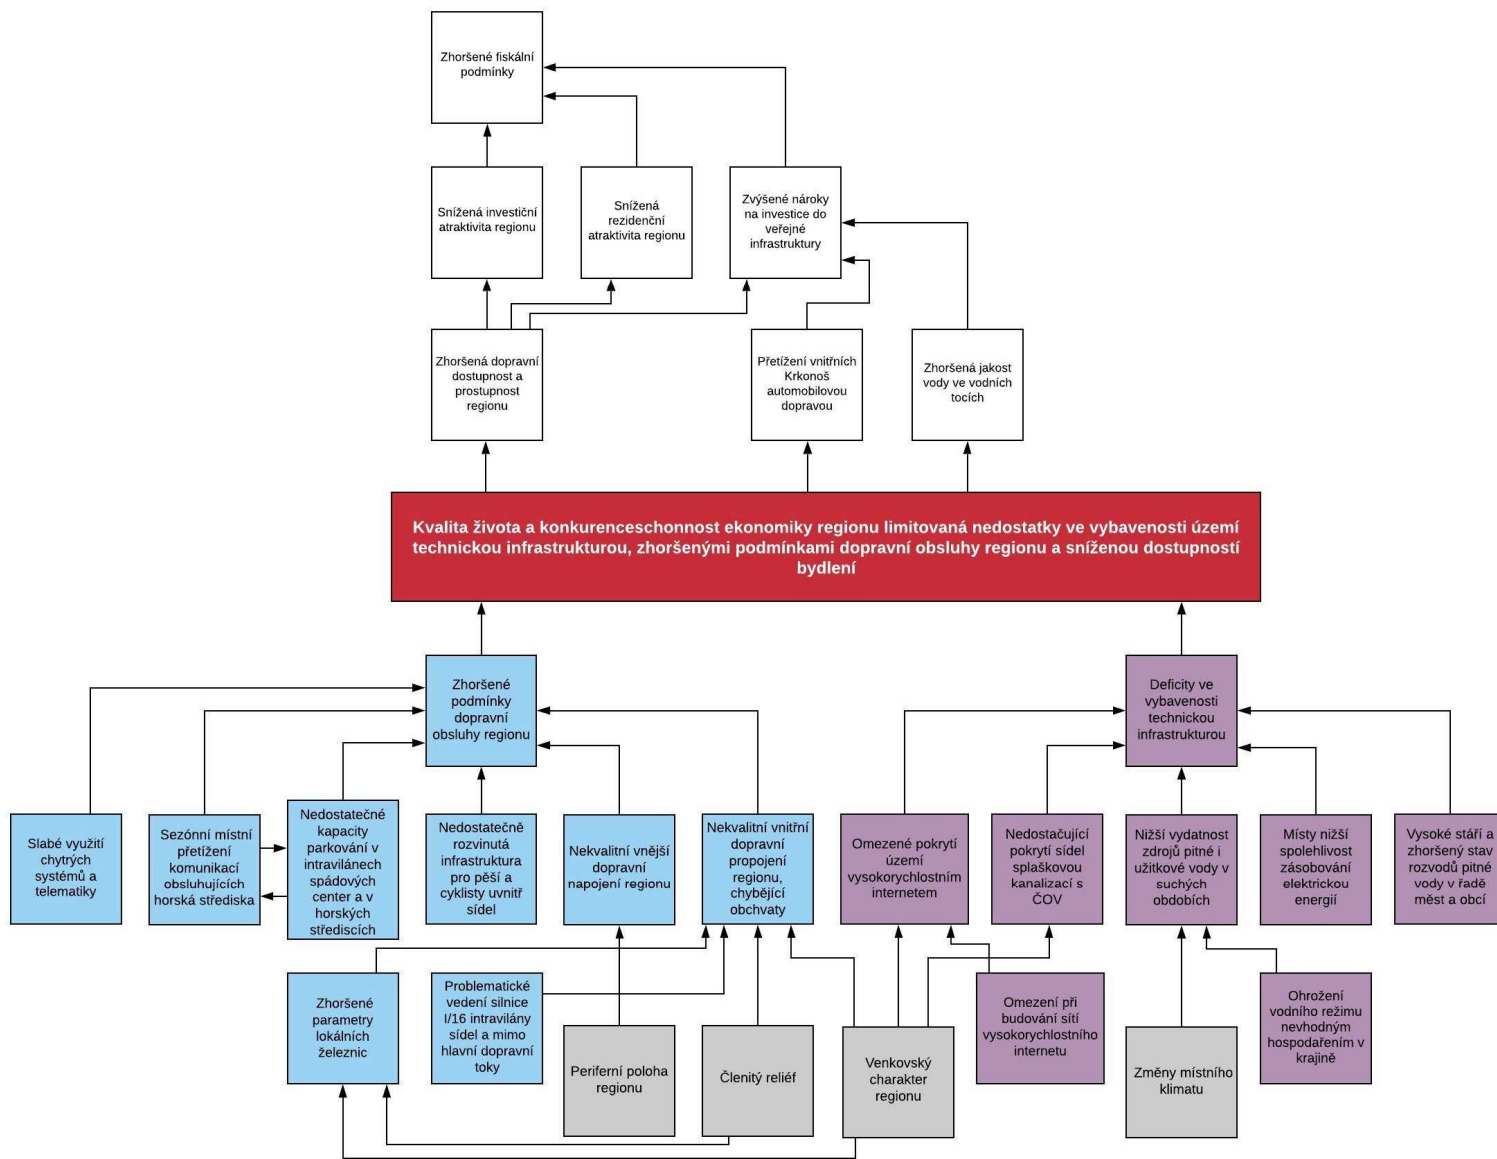 Zhoršené fiskální
podmínky
Snížená investiční
atraktivita regionu
Snížená
rezidenční
atraktivita regionu
Zvýšené nároky
na investice do
veřejné
infrastruktury
Zhoršená dopravní
dostupnost a
prostupnost
regionu
Přetížení vnitřních
Krkonoš
automobilovou
dopravou
Zhoršená jakost
vody ve vodních
tocích
Kvalita života a konkurenceschonnost ekonomiky regionu limitovaná nedostatky ve vybavenosti území
technickou infrastrukturou, zhoršenými podmínkami dopravní obsluhy regionu a sníženou dostupností
bydlení
Zhoršené
podmínky
dopravní
obsluhy regionu
Deficity ve
vybavenosti
technickou
infrastrukturou
Slabé využití
chytrých
systémů a
telematiky
Sezónní místní
přetížení
komunikací
obsluhujících
horská střediska
Nedostatečné
kapacity
parkování v
intravilánech
spádových
center a v
horských
střediscích
Nedostatečně
rozvinutá
infrastruktura
pro pěší a
cyklisty uvnitř
sídel
Nekvalitní vnější
dopravní
napojení regionu
Nekvalitní vnitřní
dopravní
propojení
regionu,
chybějící
obchvaty
Omezené pokrytí
území
vysokorychlostním
internetem
Nedostačující
pokrytí sídel
splaškovou
kanalizací s
ČOV
Nižší vydatnost
zdrojů pitné i
užitkové vody v
suchých
obdobích
Místy nižší
spolehlivost
zásobování
elektrickou
energií
Vysoké stáří a
zhoršený stav
rozvodů pitné
vody v řadě
měst a obcí
Zhoršené
parametry
lokálních
železnic
Problematické
vedení silnice
I/16 intravilány
sídel a mimo
hlavní dopravní
toky
Periferní poloha
regionu
Členitý reliéf
Venkovský
charakter
regionu
Omezení při
budování sítí
vysokorychlostního
internetu
Změny místního
klimatu
Ohrožení
vodního režimu
nevhodným
hospodařením v
krajině